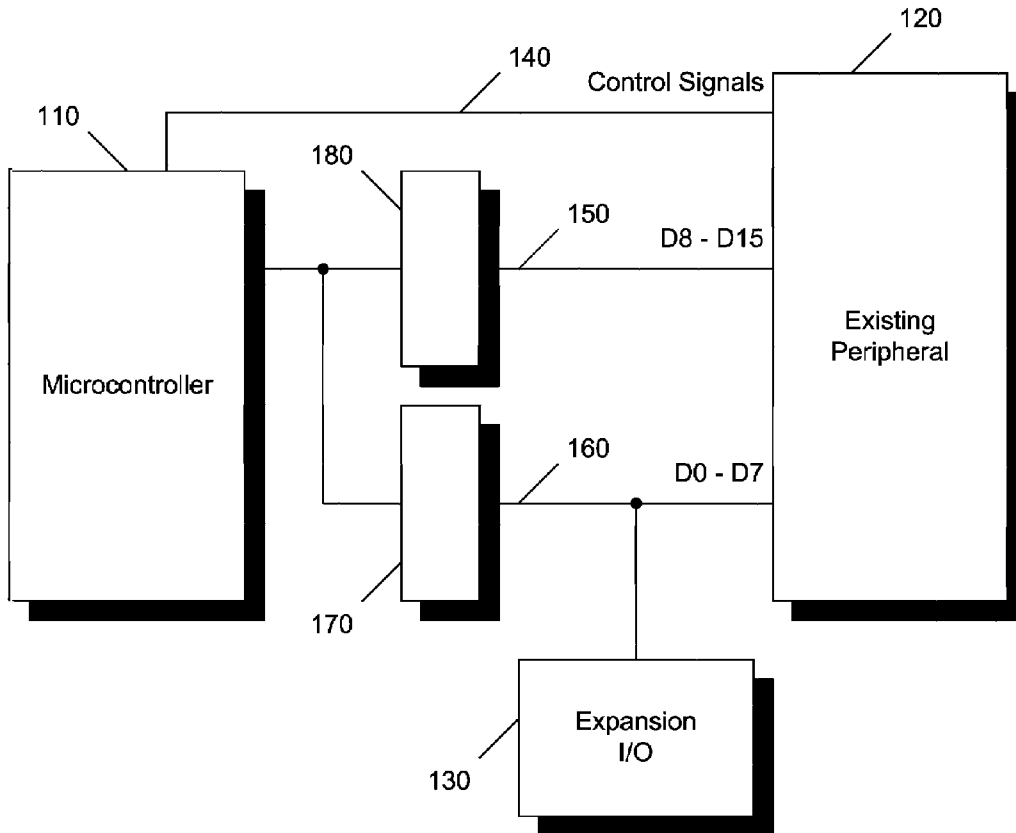 120
140
Control Signals
110
180
150
D8 - D15
Existing
Peripheral
Microcontroller
160
D0 - D7
170
Expansion
I/O
130